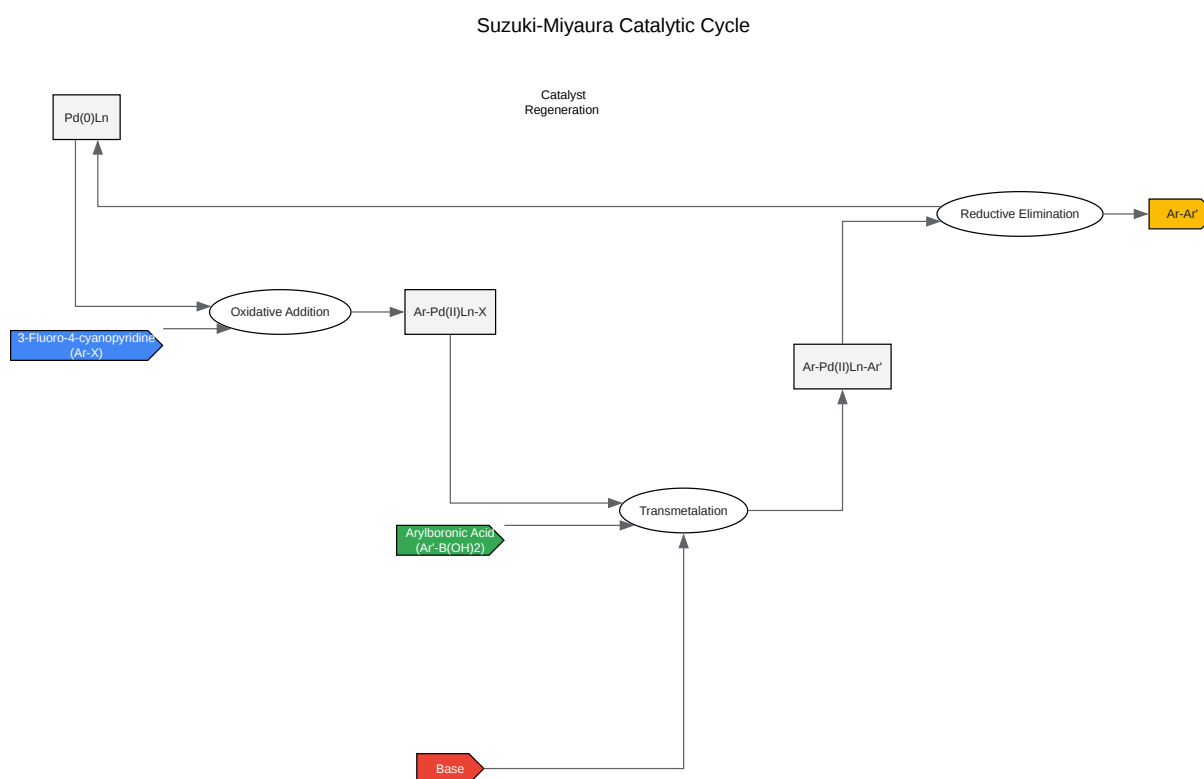 Suzuki-Miyaura Catalytic Cycle
Catalyst
Regeneration
Pd(0)Ln
Reductive Elimination
Ar-Ar'
Oxidative Addition
Ar-Pd(II)Ln-X
3-Fluoro-4-cyanopyridine
(Ar-X)
Ar-Pd(II)Ln-Ar'
Transmetalation
Arylboronic Acid
(Ar'-B(OH)2)
Base